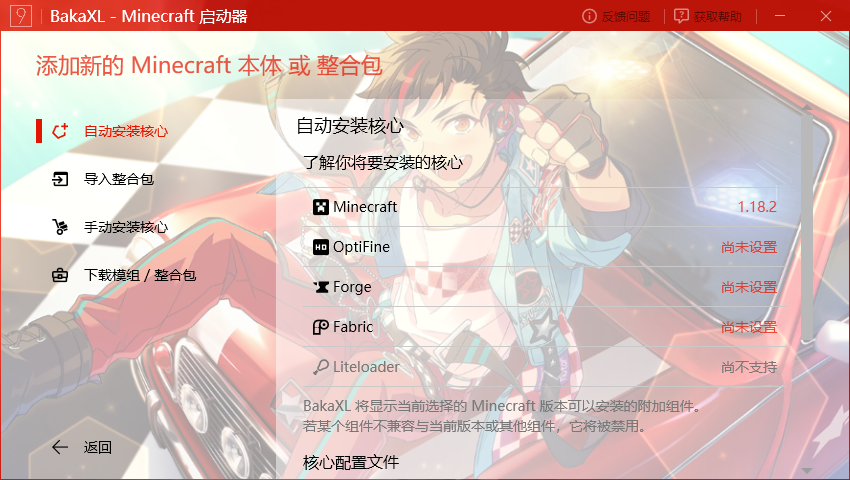 BakaXL - Minecraft 启动器
反馈问题
获取帮助
添加新的 Minecraft 本体 或 整合包
自动安装核心
导入整合包
手动安装核心
下载模组 / 整合包
返回
自动安装核心
了解你将要安装的核心
Minecraft 1.18.2
OptiFine 尚未设置
Forge 尚未设置
Fabric 尚未设置
Liteloader 尚不支持
BakaXL 将显示当前选择的 Minecraft 版本可以安装的附加组件。
若某个组件不兼容与当前版本或其他组件，它将被禁用。
核心配置文件